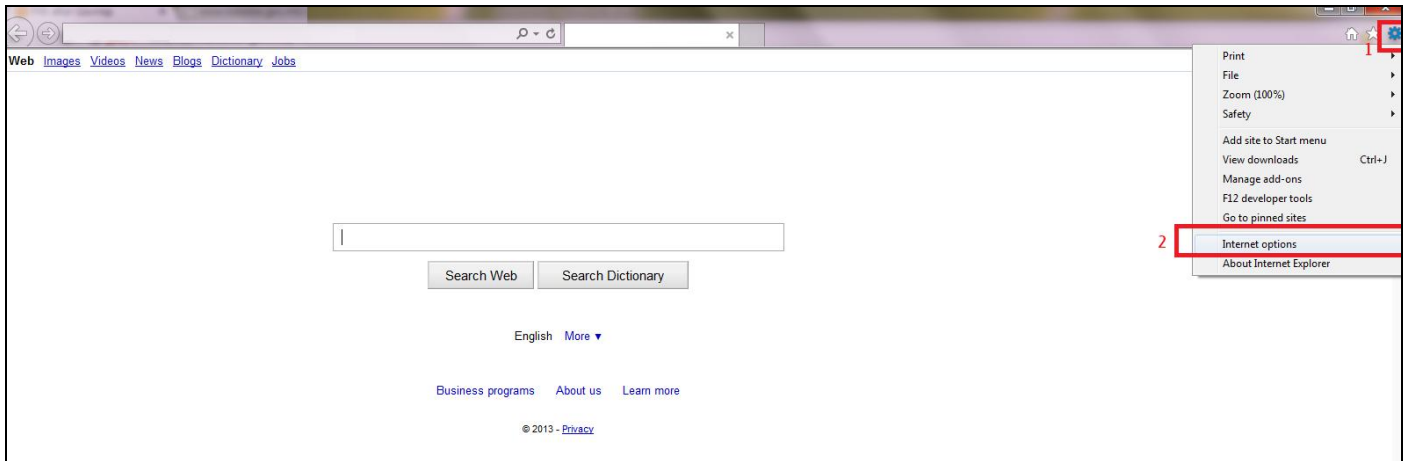 1
Web Images Videos News Blogs Dictionary Jobs
Print
File
Zoom (100%)
Safety
Add site to Start menu
View downloads Ctrl+J
Manage add-ons
F12 developer tools
Go to pinned sites
2
Internet options
About Internet Explorer
Search Web Search Dictionary
English More ▼
Business programs About us Learn more
© 2013 - Privacy